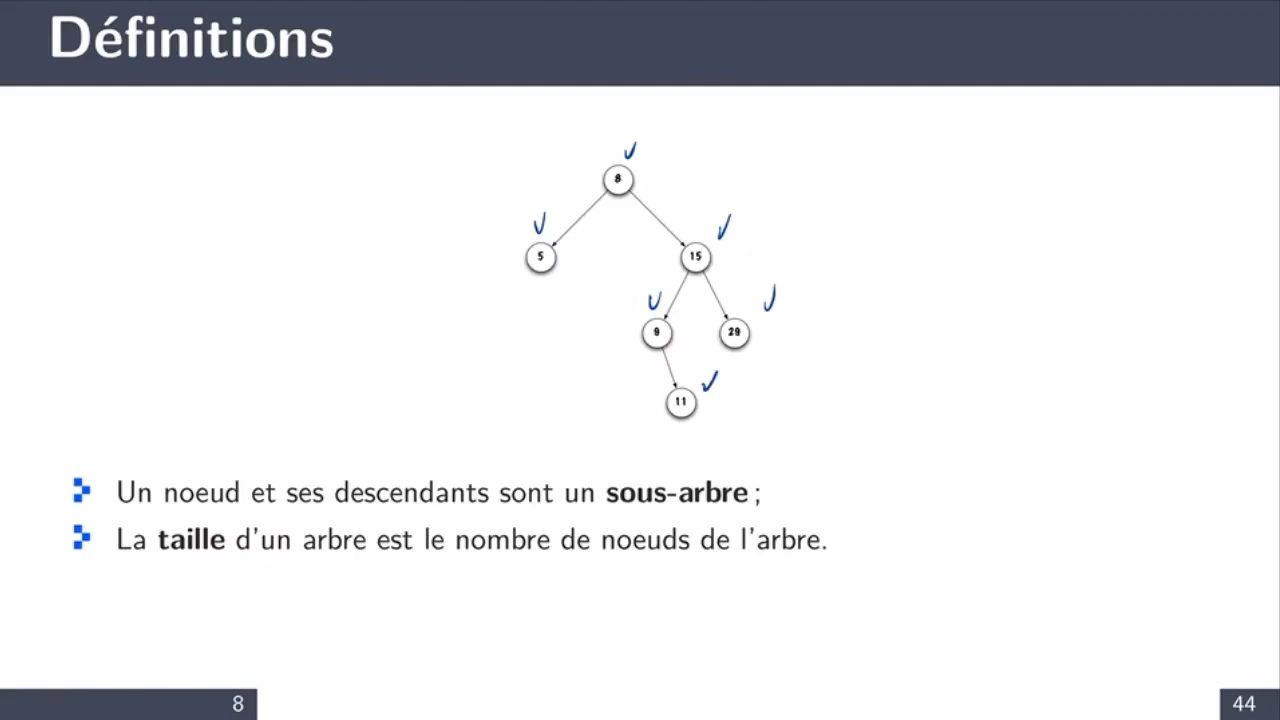 Définitions
8
5
15
9
29
11
Un noeud et ses descendants sont un sous-arbre ;
La taille d'un arbre est le nombre de noeuds de l'arbre.
8
44